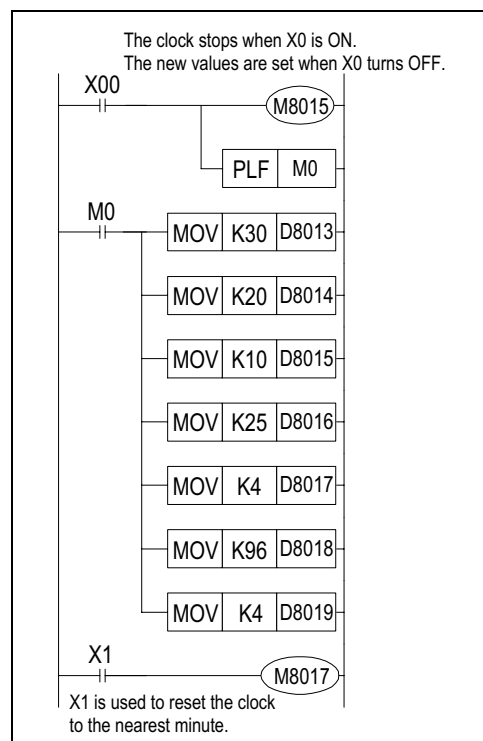 The clock stops when X0 is ON.
The new values are set when X0 turns OFF.
X00
M8015
PLF M0
M0
MOV K30 D8013
MOV K20 D8014
MOV K10 D8015
MOV K25 D8016
MOV K4 D8017
MOV K96 D8018
MOV K4 D8019
X1
M8017
X1 is used to reset the clock
to the nearest minute.